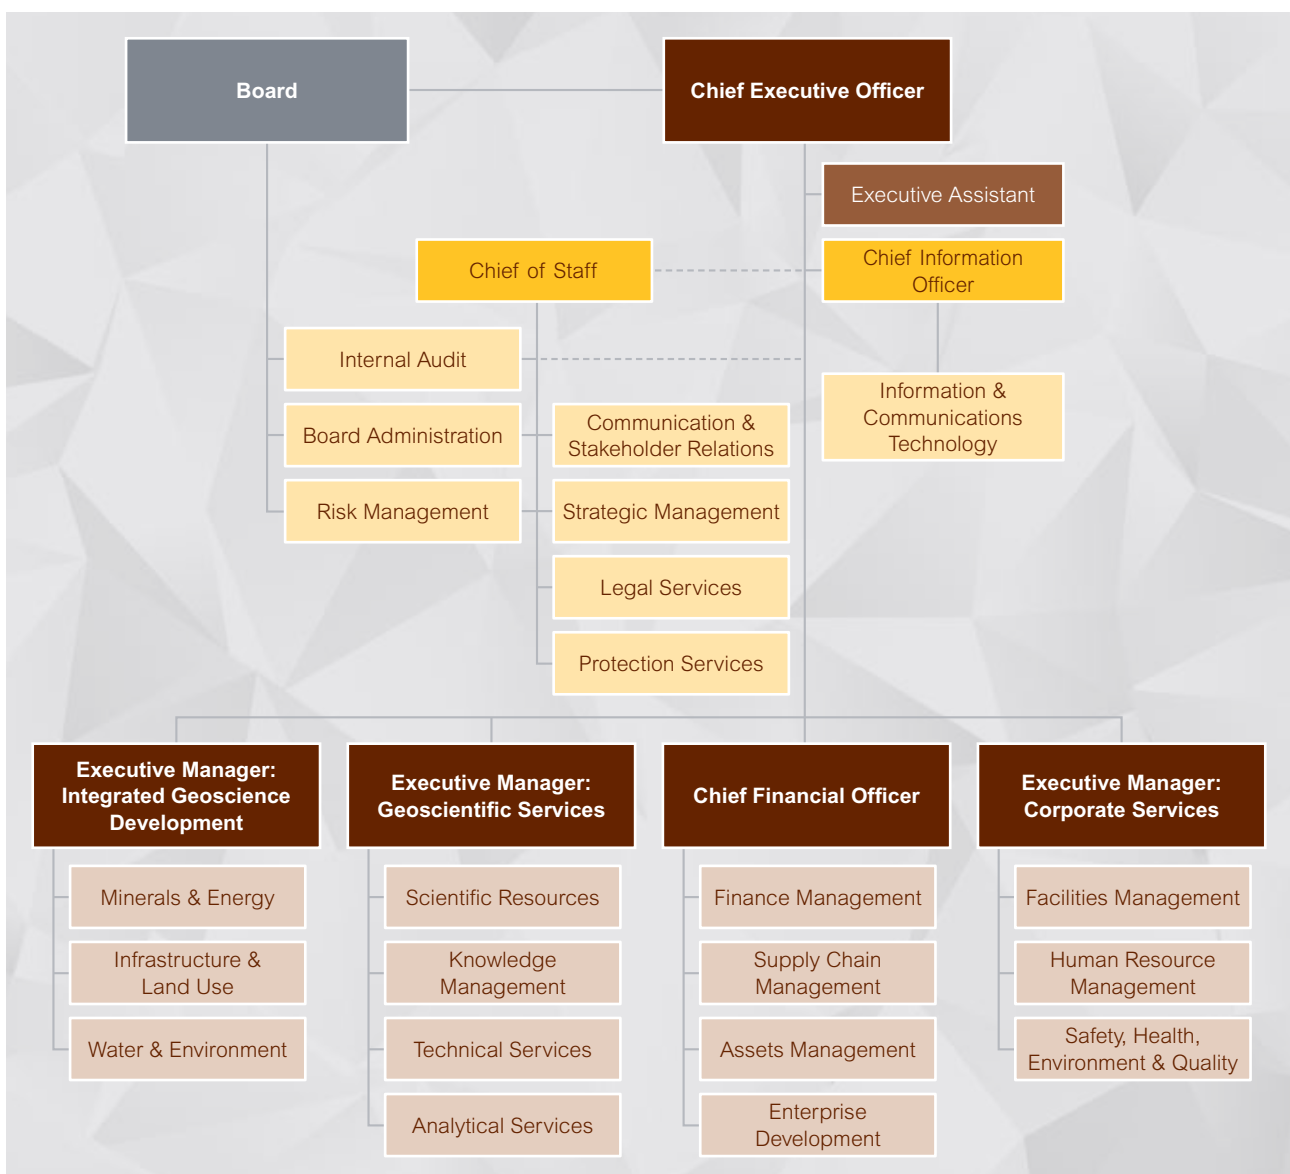 Board
Chief Executive Officer
Executive Assistant
Chief of Staff
Chief Information
Officer
Internal Audit
Information &
Communications
Technology
Board Administration
Communication &
Stakeholder Relations
Risk Management
Strategic Management
Legal Services
Protection Services
Executive Manager:
Integrated Geoscience
Development
Executive Manager:
Geoscientific Services
Chief Financial Officer
Executive Manager:
Corporate Services
Minerals & Energy
Scientific Resources
Finance Management
Facilities Management
Infrastructure &
Land Use
Knowledge
Management
Supply Chain
Management
Human Resource
Management
Water & Environment
Technical Services
Assets Management
Safety, Health,
Environment & Quality
Analytical Services
Enterprise
Development